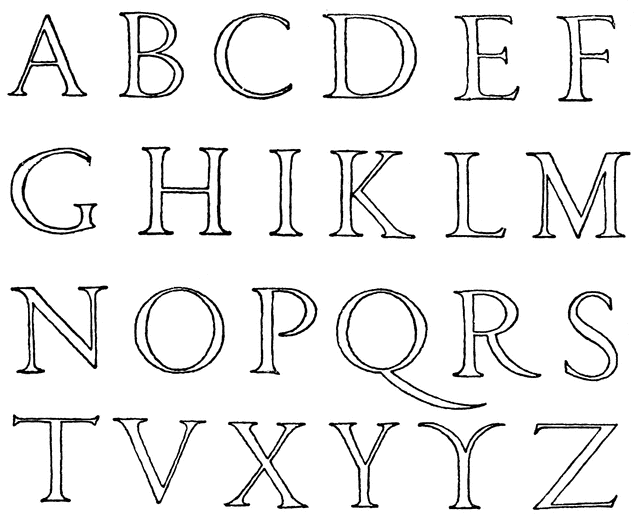 A B C D E F
G H I K L M
N O P Q R S
T V X Y Y Z